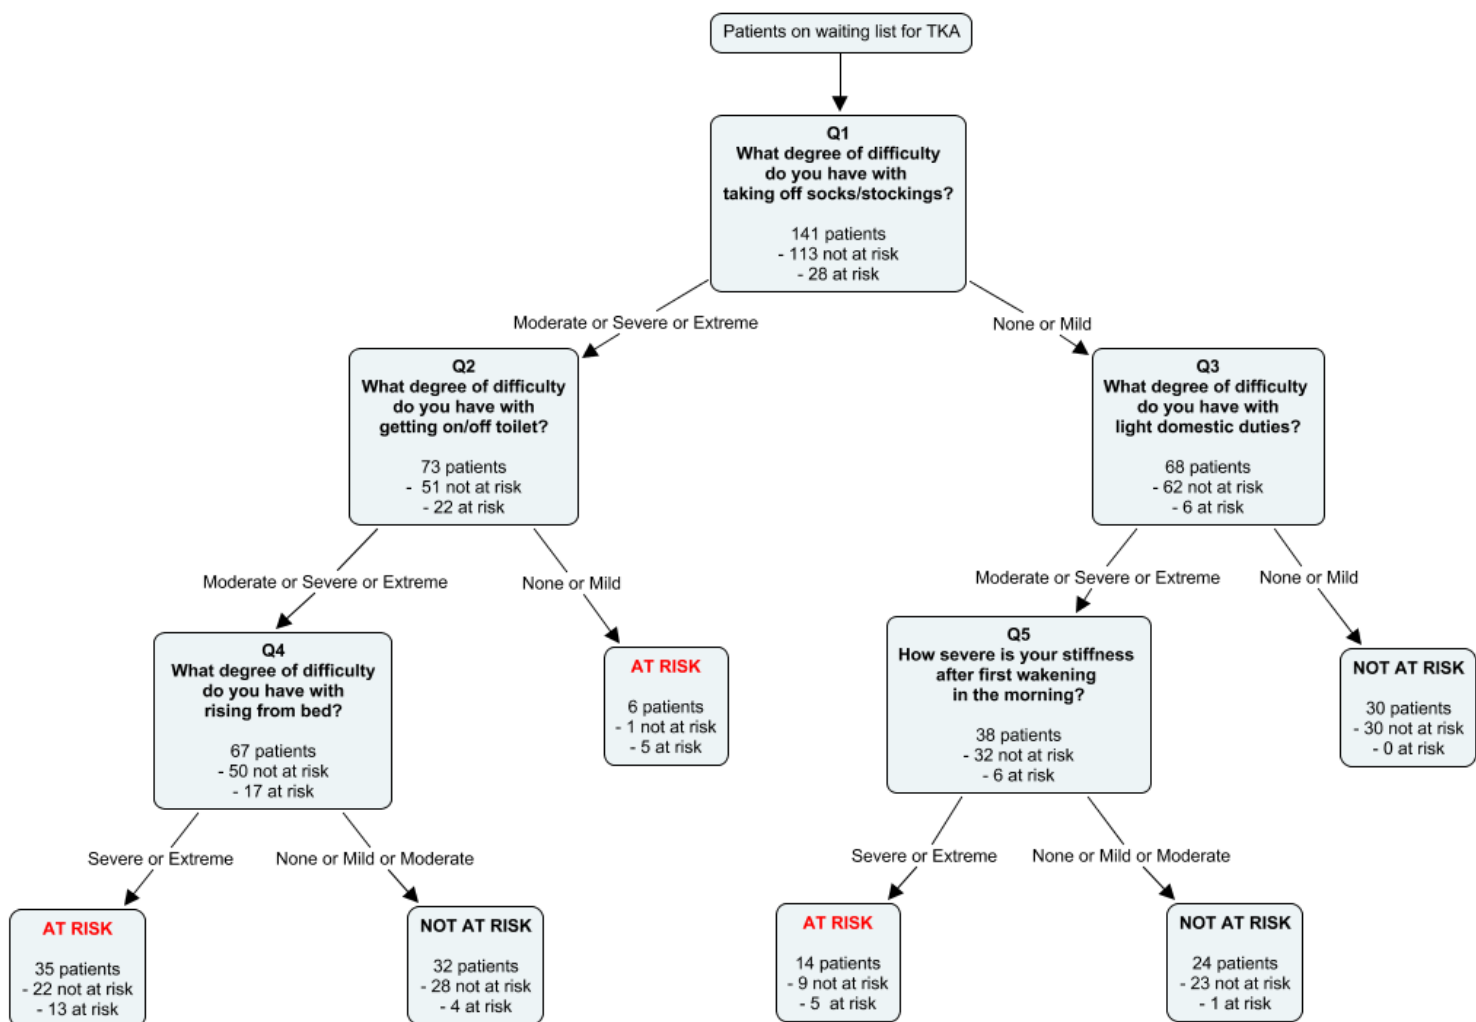 Patients on waiting list for TKA
Q1
What degree of difficulty
do you have with
taking off socks/stockings?
141 patients
- 113 not at risk
- 28 at risk
Moderate or Severe or Extreme
None or Mild
Q2
What degree of difficulty
do you have with
getting on/off toilet?
73 patients
- 51 not at risk
- 22 at risk
Q3
What degree of difficulty
do you have with
light domestic duties?
68 patients
- 62 not at risk
- 6 at risk
Moderate or Severe or Extreme
None or Mild
Moderate or Severe or Extreme
None or Mild
Q4
What degree of difficulty
do you have with
rising from bed?
67 patients
- 50 not at risk
- 17 at risk
AT RISK
6 patients
- 1 not at risk
- 5 at risk
Q5
How severe is your stiffness
after first wakening
in the morning?
38 patients
- 32 not at risk
- 6 at risk
NOT AT RISK
30 patients
- 30 not at risk
- 0 at risk
Severe or Extreme
None or Mild or Moderate
Severe or Extreme
None or Mild or Moderate
AT RISK
35 patients
- 22 not at risk
- 13 at risk
NOT AT RISK
32 patients
- 28 not at risk
- 4 at risk
AT RISK
14 patients
- 9 not at risk
- 5 at risk
NOT AT RISK
24 patients
- 23 not at risk
- 1 at risk